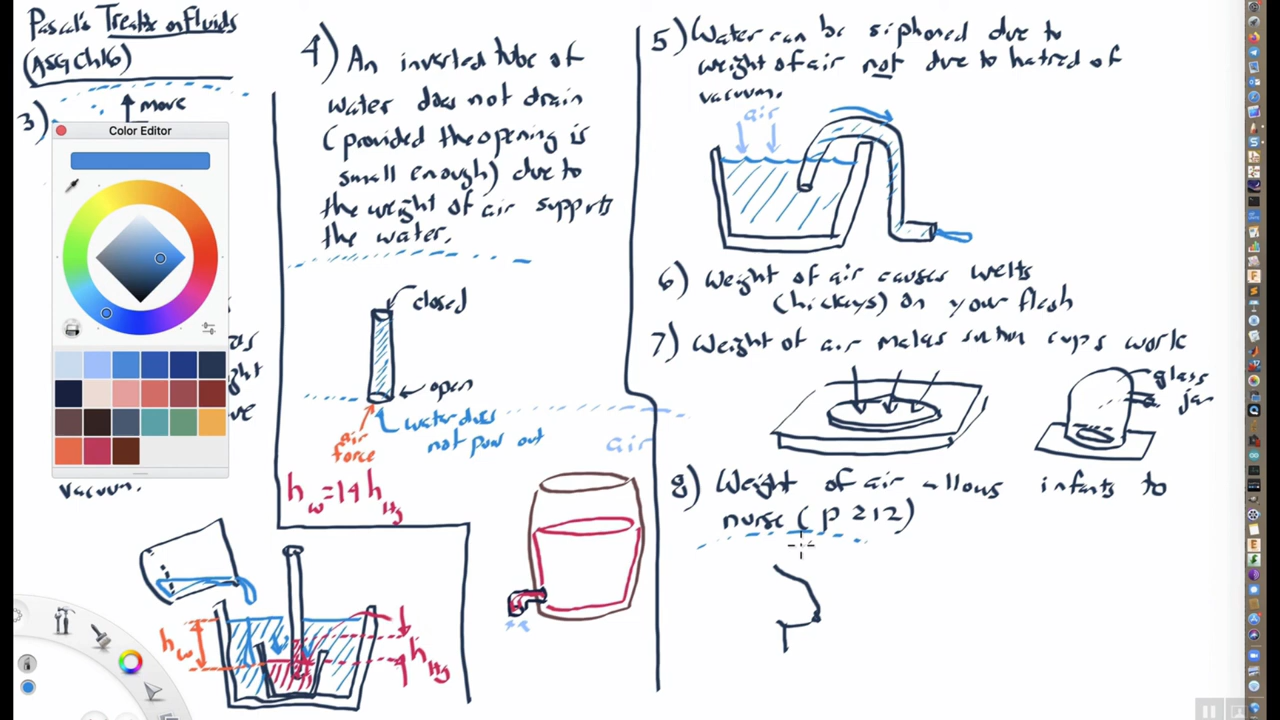 Pascal's Treatise on Fluids
(ASG Ch16)
3)
move
Color Editor
as
ght
ve
vacuum.
h_w
h_Hg
4) An inverted tube of
water does not drain
(provided the opening is
small enough) due to
the weight of air supports
the water.
closed
open
air
force
water does
not pour out
h_w = 14 h_Hg
air
5) Water can be siphoned due to
weight of air not due to hatred of
vacuum.
air
6) Weight of air causes welts
(hickeys) on your flesh
7) Weight of air makes suction cups work
glass
jar
8) Weight of air allows infants to
nurse (p 212)